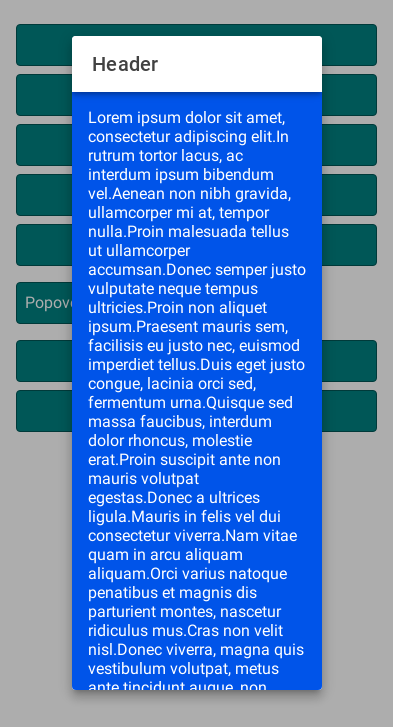 Header
Lorem ipsum dolor sit amet,
consectetur adipiscing elit.In
rutrum tortor lacus, ac
interdum ipsum bibendum
vel.Aenean non nibh gravida,
ullamcorper mi at, tempor
nulla.Proin malesuada tellus
ut ullamcorper
accumsan.Donec semper justo
vulputate neque tempus
ultricies.Proin non aliquet
ipsum.Praesent mauris sem,
facilisis eu justo nec, euismod
imperdiet tellus.Duis eget justo
congue, lacinia orci sed,
fermentum urna.Quisque sed
massa faucibus, interdum
dolor rhoncus, molestie
erat.Proin suscipit ante non
mauris volutpat
egestas.Donec a ultrices
ligula.Mauris in felis vel dui
consectetur viverra.Nam vitae
quam in arcu aliquam
aliquam.Orci varius natoque
penatibus et magnis dis
parturient montes, nascetur
ridiculus mus.Cras non velit
nisl.Donec viverra, magna quis
vestibulum volutpat, metus
ante tincidunt augue, non